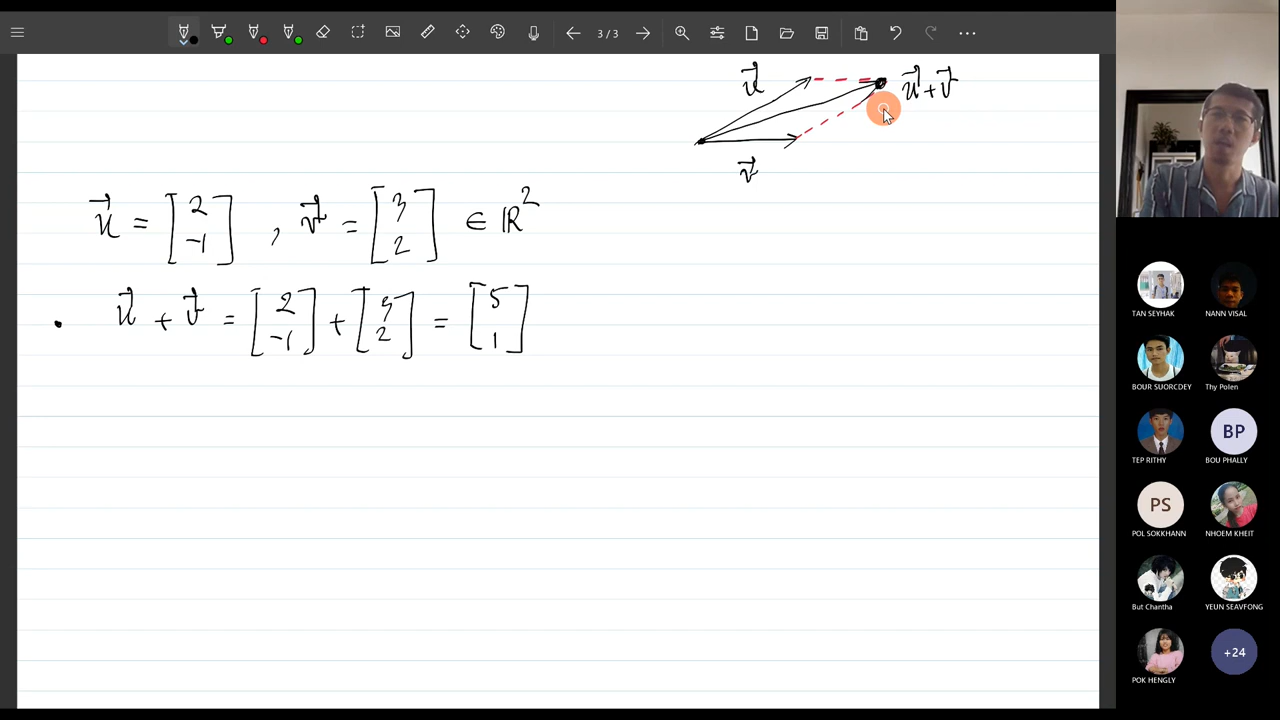 3 / 3
u⃗
u⃗ + v⃗
v⃗
u⃗ = [2 -1] , v⃗ = [3 2] ∈ ℝ²
• u⃗ + v⃗ = [2 -1] + [3 2] = [5 1]
TAN SEYHAK
NANN VISAL
BOUR SUORCDEY
Thy Polen
TEP RITHY
BP
BOU PHALLY
PS
POL SOKKHANN
NHOEM KHEIT
But Chantha
YEUN SEAVFONG
POK HENGLY
+24